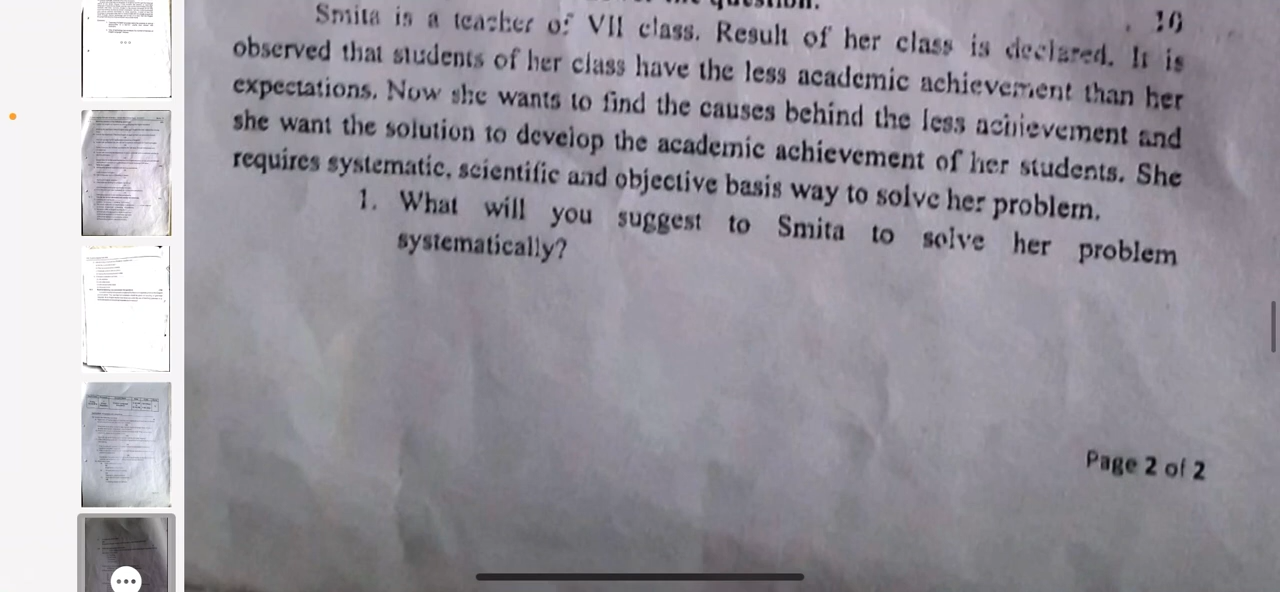 question.
10
Smita is a teacher of VII class. Result of her class is declared. It is
observed that students of her class have the less academic achievement than her
expectations. Now she wants to find the causes behind the less achievement and
she want the solution to develop the academic achievement of her students. She
requires systematic, scientific and objective basis way to solve her problem.
1. What will you suggest to Smita to solve her problem
systematically?
Page 2 of 2